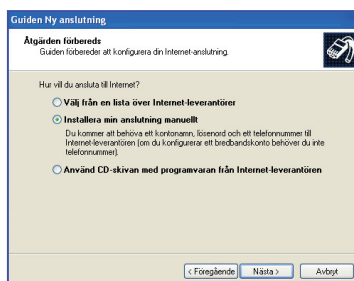 Guiden Ny anslutning
Åtgärden förbereds
Guiden förbereder att konfigurera din Internet-anslutning.
Hur vill du ansluta till Internet?
Välj från en lista över Internet-leverantörer
Installera min anslutning manuellt
Du kommer att behöva ett kontonamn, lösenord och ett telefonnummer till
Internet-leverantören (om du konfigurerar ett bredbandskonto behöver du inte
telefonnummer).
Använd CD-skivan med programvaran från Internet-leverantören
< Föregående
Nästa >
Avbryt